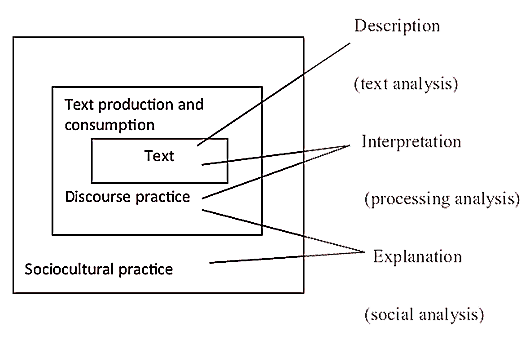 Description
(text analysis)
Text production and
consumption
Text
Interpretation
Discourse practice
(processing analysis)
Explanation
Sociocultural practice
(social analysis)